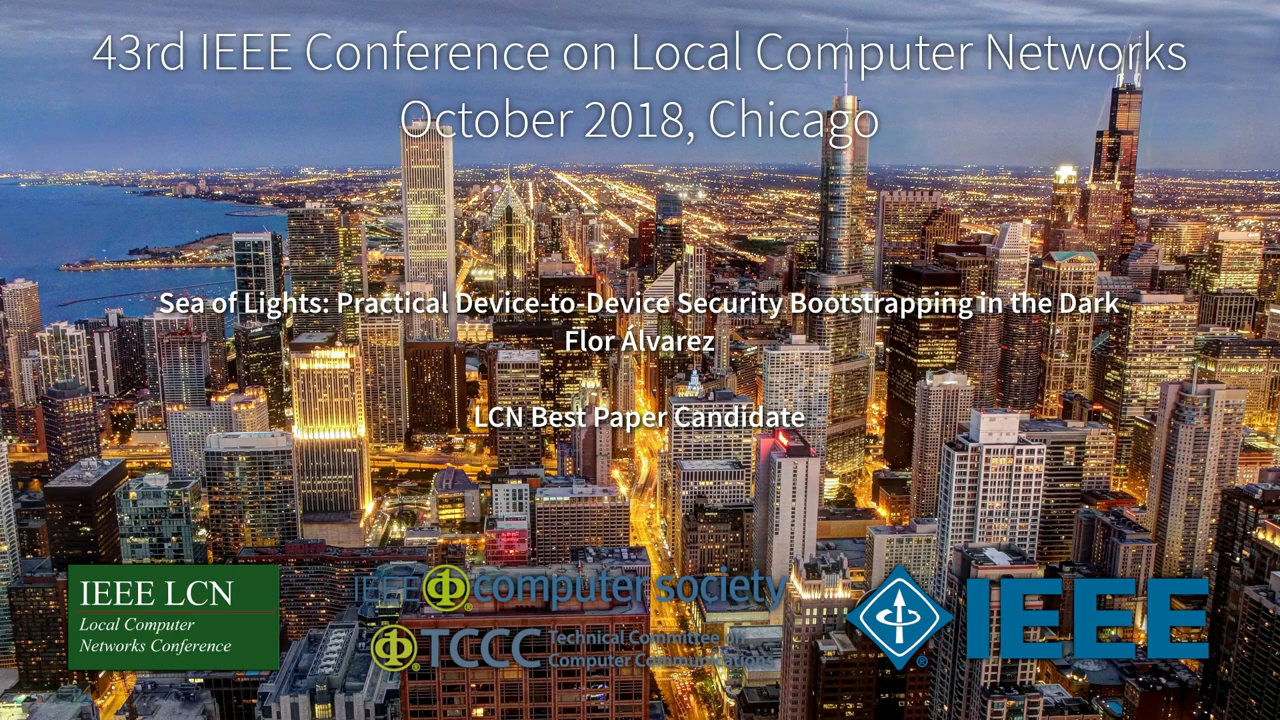 43rd IEEE Conference on Local Computer Networks
October 2018, Chicago
Sea of Lights: Practical Device-to-Device Security Bootstrapping in the Dark
Flor Álvarez
LCN Best Paper Candidate
IEEE LCN
Local Computer
Networks Conference
IEEE computer society
TCCC Technical Committee on
Computer Communications
IEEE